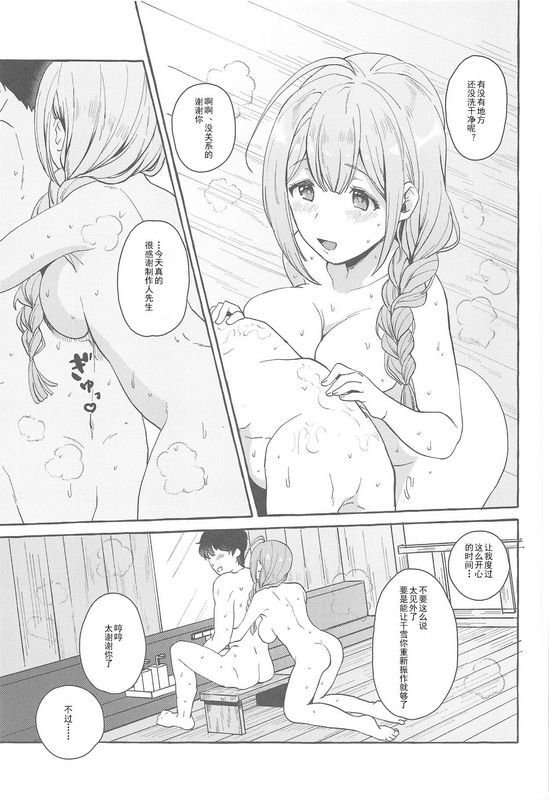 有没有地方
还没洗干净呢？
啊啊、没关系的
谢谢你
…今天真的
很感谢制作人先生
ぎゅっ♡
让我度过
这么开心
的时间…
不要这么说
太见外了
要是能让千雪你重新振作就够了
哼哼
太谢谢你了
不过……